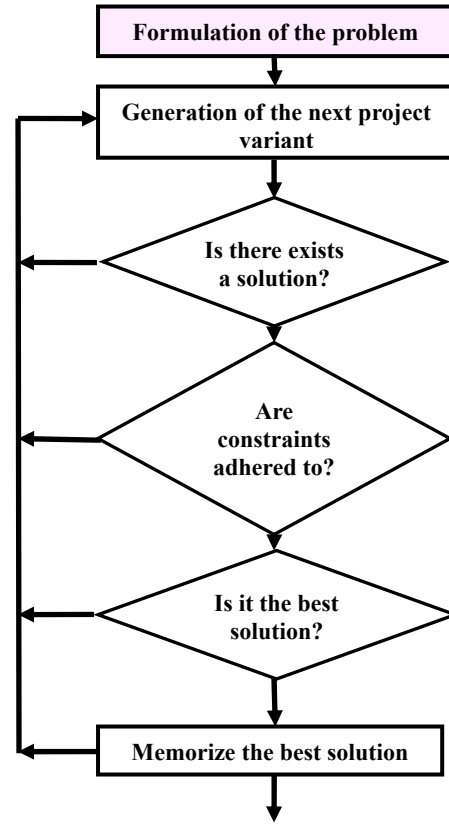 Formulation of the problem
Generation of the next project
variant
Is there exists
a solution?
Are
constraints
adhered to?
Is it the best
solution?
Memorize the best solution